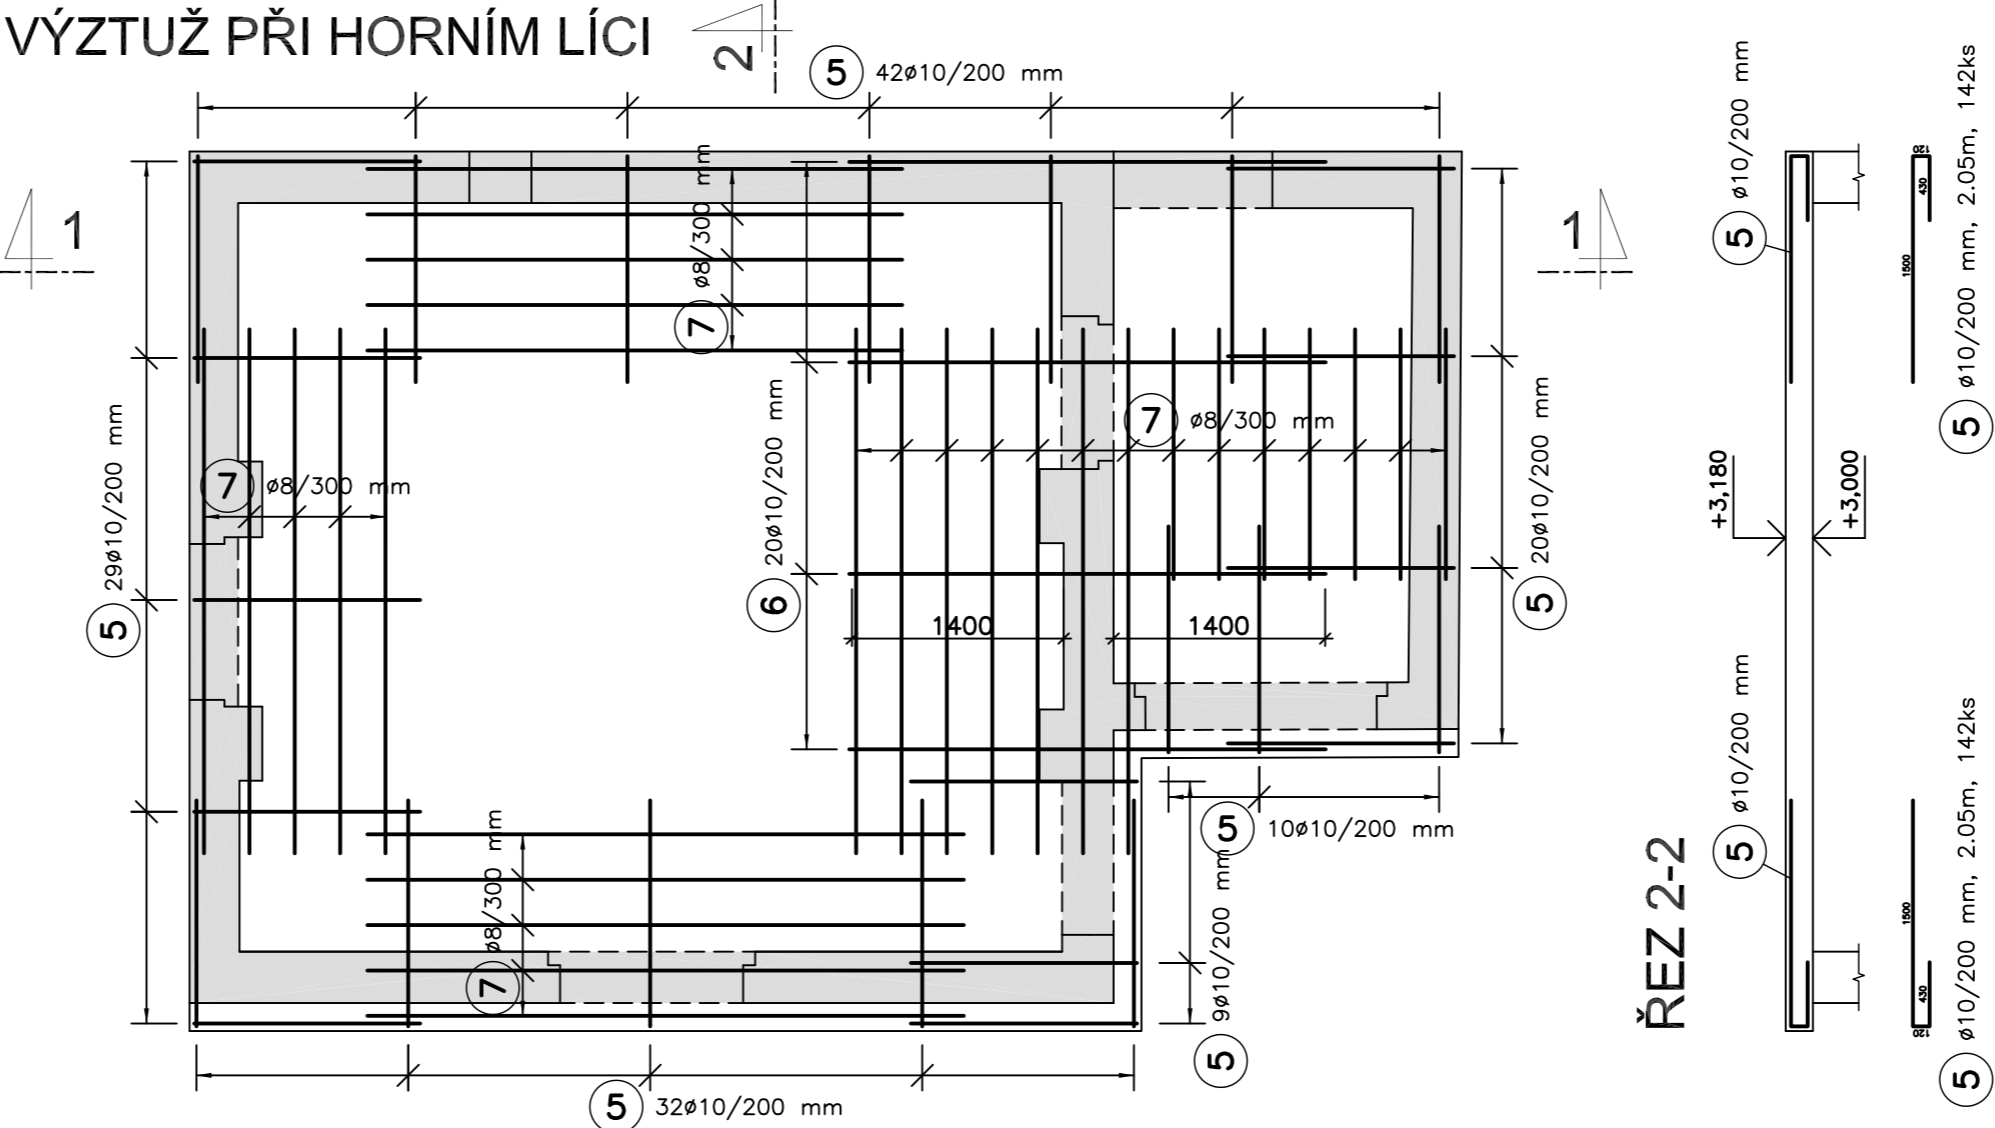 VÝZTUŽ PŘI HORNÍM LÍCI
2
5 42ø10/200 mm
1
1
7 ø8/300 mm
7 ø8/300 mm
7 ø8/300 mm
5 29ø10/200 mm
6 20ø10/200 mm
5 20ø10/200 mm
1400
1400
5 10ø10/200 mm
7 ø8/300 mm
5 9ø10/200 mm
5 32ø10/200 mm
ŘEZ 2-2
5 ø10/200 mm
5 ø10/200 mm
+3,180
+3,000
120
430
1500
5 ø10/200 mm, 2.05m, 142ks
1500
430
120
5 ø10/200 mm, 2.05m, 142ks